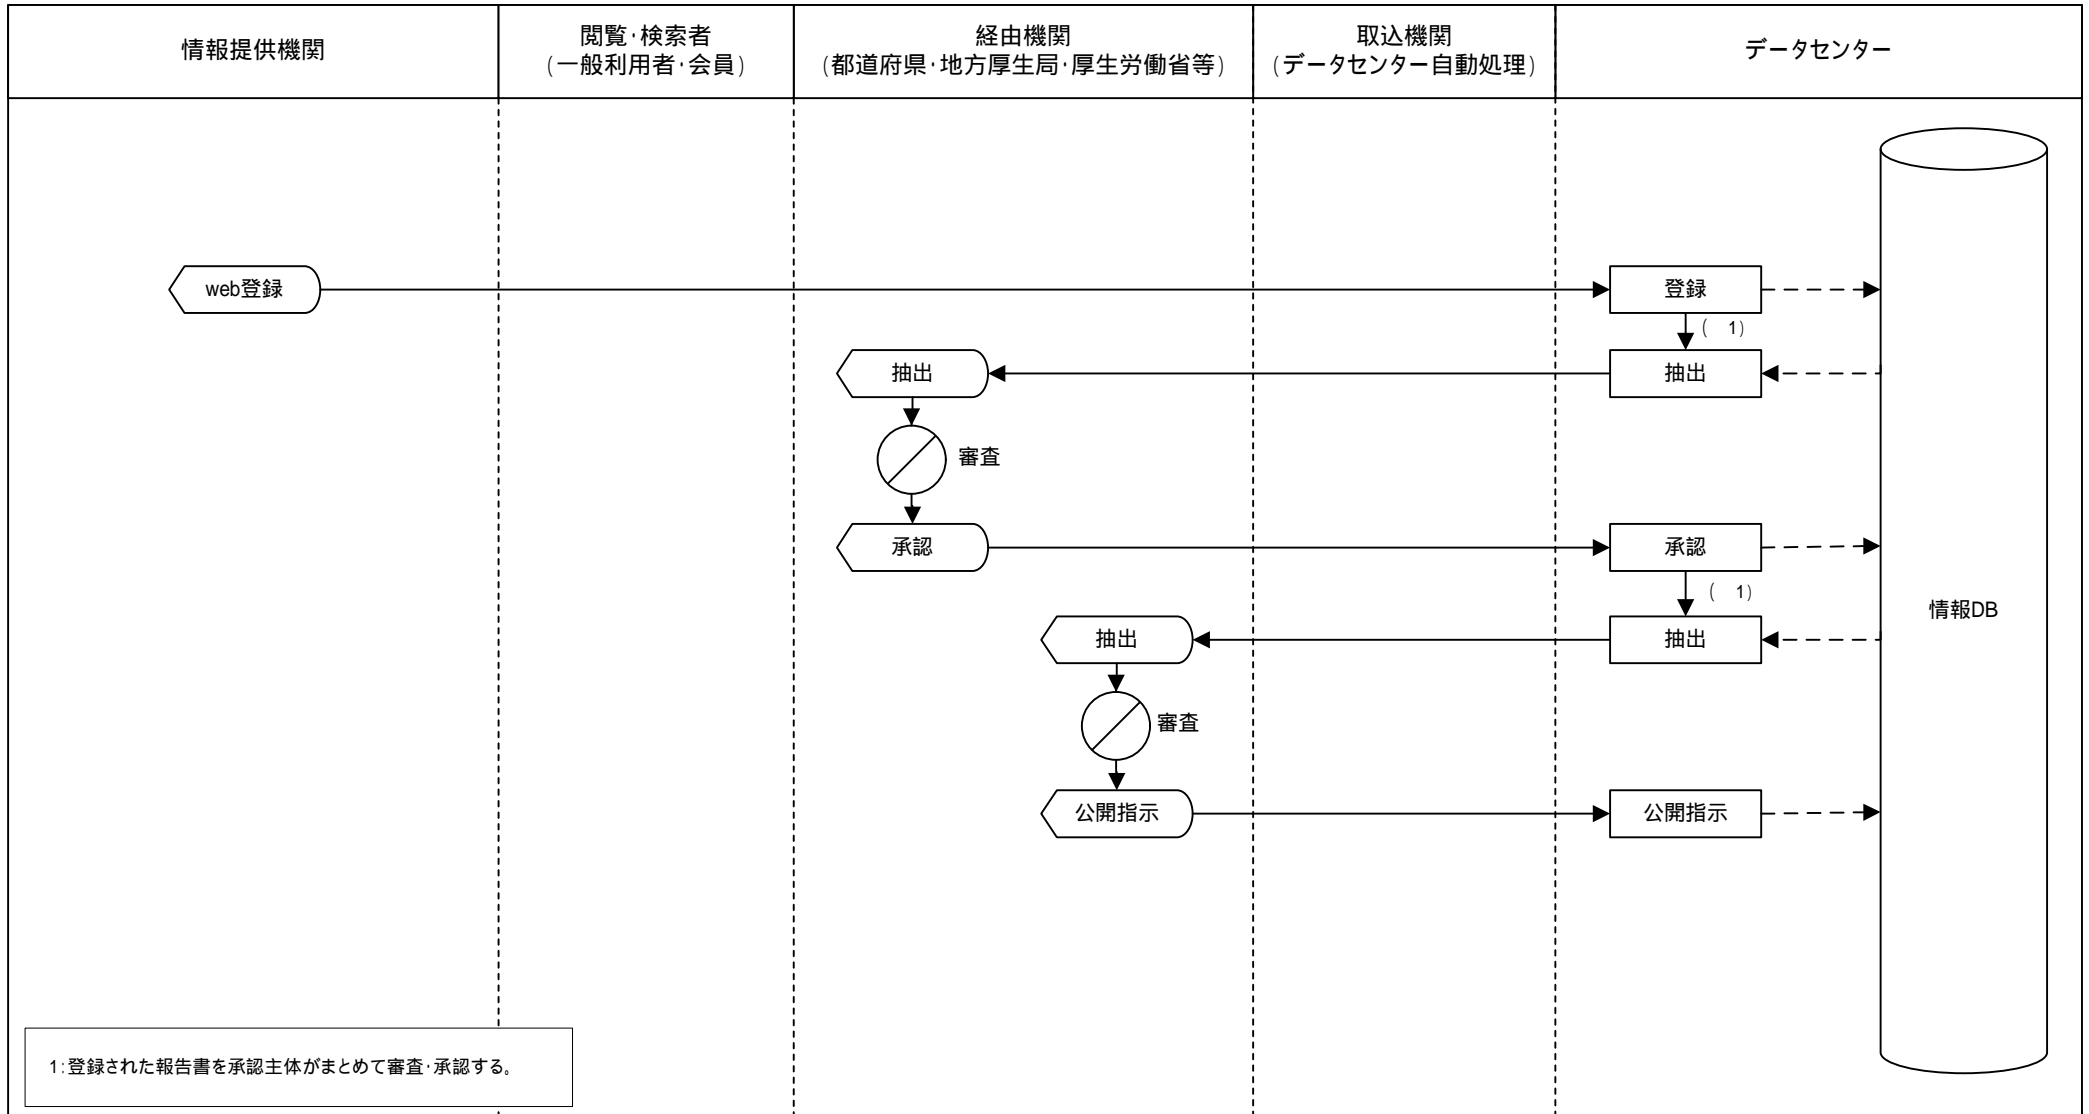 情報提供機関
閲覧･検索者
(一般利用者･会員)
経由機関
(都道府県･地方厚生局･厚生労働省等)
取込機関
(データセンター自動処理)
データセンター
web登録
登録
( 1)
抽出
抽出
審査
承認
承認
( 1)
情報DB
抽出
抽出
審査
公開指示
公開指示
1:登録された報告書を承認主体がまとめて審査･承認する｡